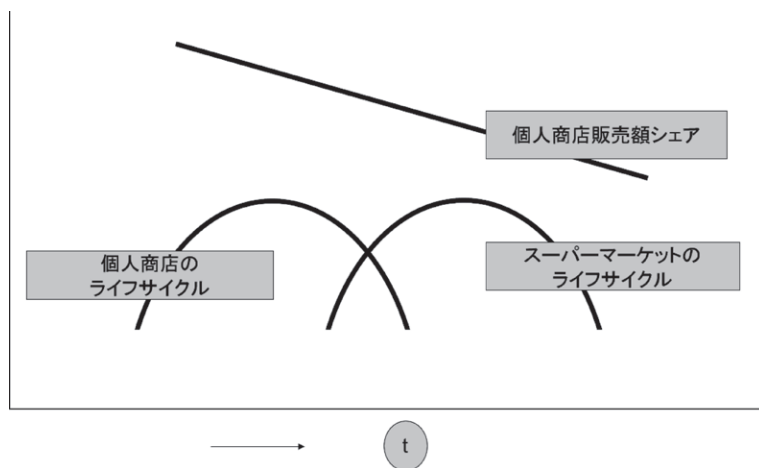 個人商店販売額シェア
個人商店の
ライフサイクル
スーパーマーケットの
ライフサイクル
t